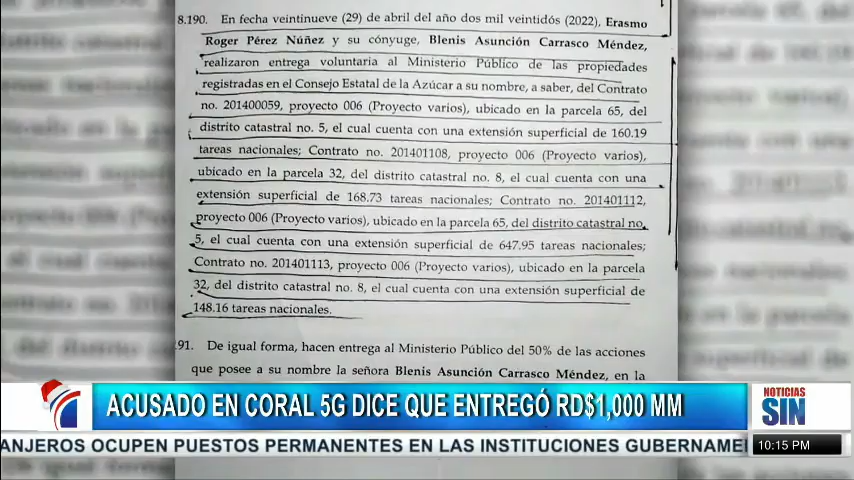 8.190. En fecha veintinueve (29) de abril del año dos mil veintidós (2022), Erasmo
Roger Pérez Núñez y su cónyuge, Blenis Asunción Carrasco Méndez,
realizaron entrega voluntaria al Ministerio Público de las propiedades
registradas en el Consejo Estatal de la Azúcar a su nombre, a saber, del Contrato
no. 201400059, proyecto 006 (Proyecto varios), ubicado en la parcela 65, del
distrito catastral no. 5, el cual cuenta con una extensión superficial de 160.19
tareas nacionales; Contrato no. 201401108, proyecto 006 (Proyecto varios),
ubicado en la parcela 32, del distrito catastral no. 8, el cual cuenta con una
extensión superficial de 168.73 tareas nacionales; Contrato no. 201401112,
proyecto 006 (Proyecto varios), ubicado en la parcela 65, del distrito catastral no.
5, el cual cuenta con una extensión superficial de 647.95 tareas nacionales;
Contrato no. 201401113, proyecto 006 (Proyecto varios), ubicado en la parcela
32, del distrito catastral no. 8, el cual cuenta con una extensión superficial de
148.16 tareas nacionales.
91. De igual forma, hacen entrega al Ministerio Público del 50% de las acciones
que posee a su nombre la señora Blenis Asunción Carrasco Méndez, en la
ACUSADO EN CORAL 5G DICE QUE ENTREGÓ RD$1,000 MM
NOTICIAS
SIN
ANJEROS OCUPEN PUESTOS PERMANENTES EN LAS INSTITUCIONES GUBERNAME
10:15 PM